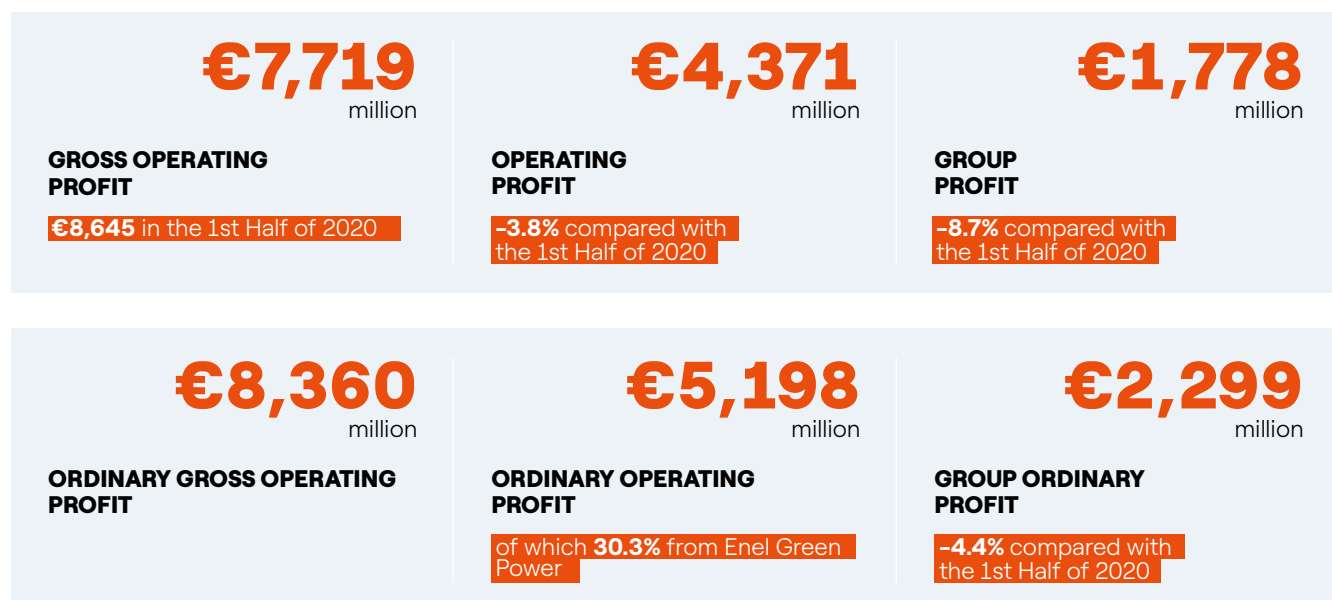 €7,719
million
GROSS OPERATING
PROFIT
€8,645 in the 1st Half of 2020
€4,371
million
OPERATING
PROFIT
-3.8% compared with
the 1st Half of 2020
€1,778
million
GROUP
PROFIT
-8.7% compared with
the 1st Half of 2020
€8,360
million
ORDINARY GROSS OPERATING
PROFIT
€5,198
million
ORDINARY OPERATING
PROFIT
of which 30.3% from Enel Green
Power
€2,299
million
GROUP ORDINARY
PROFIT
-4.4% compared with
the 1st Half of 2020